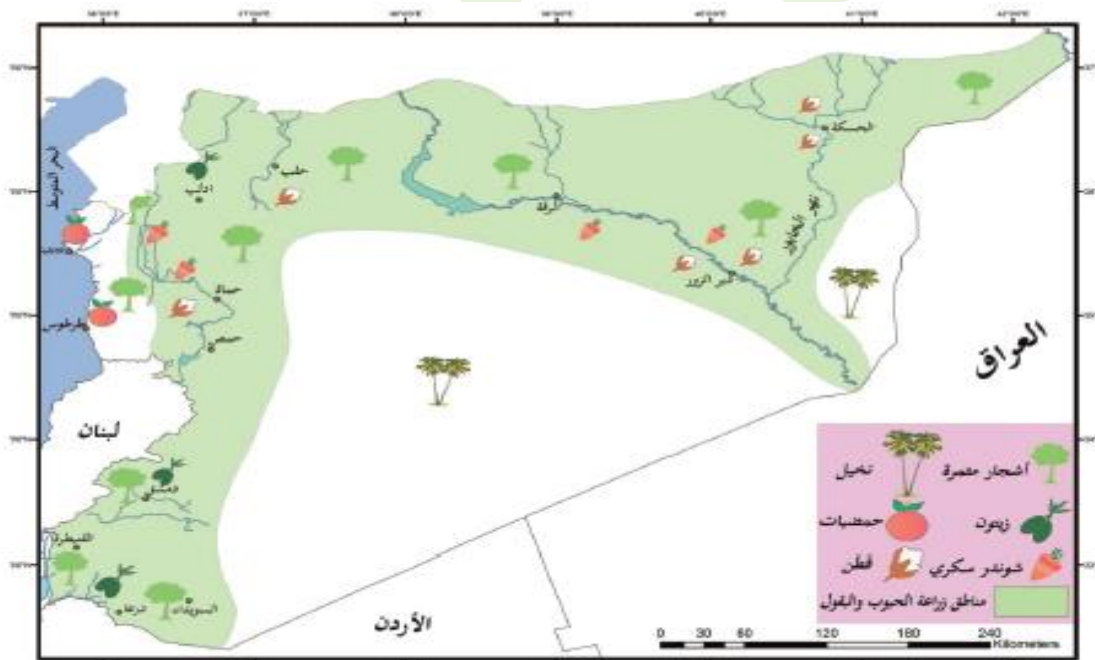 البحر المتوسط
حلب
ادلب
الرقة
الحسكة
نهر الخابور
دير الزور
حماة
حمص
طرطوس
لبنان
العراق
دمشق
القنيطرة
درعا
السويداء
الأردن
أشجار مثمرة
نخيل
زيتون
حمضيات
شوندر سكري
قطن
مناطق زراعة الحبوب والبقول
0 30 60 120 180 240
Kilometers